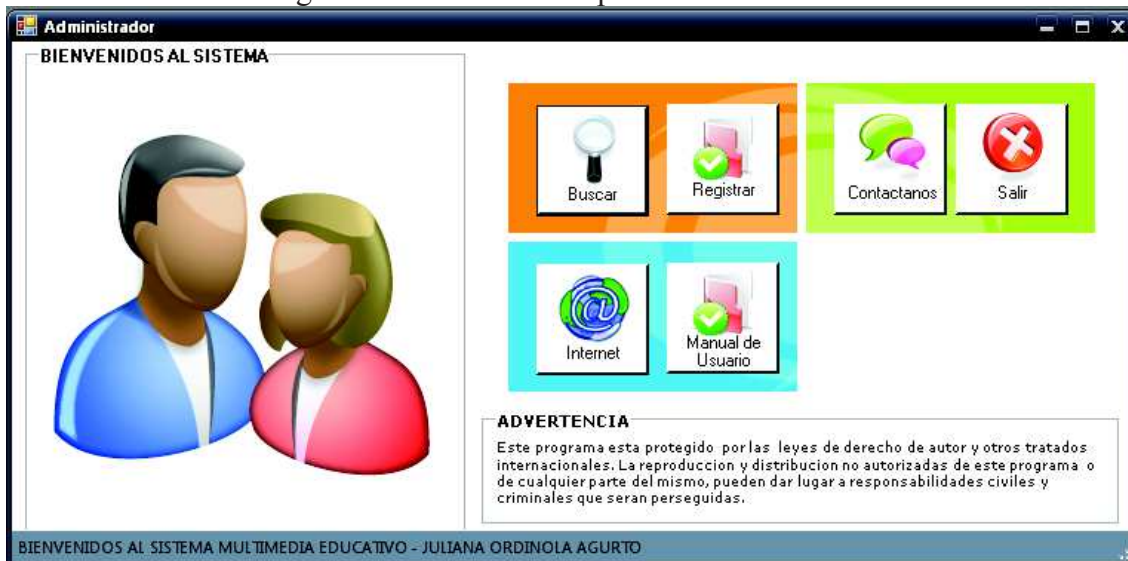 Administrador
BIENVENIDOS AL SISTEMA
Buscar
Registrar
Contactanos
Salir
Internet
Manual de
Usuario
ADVERTENCIA
Este programa esta protegido por las leyes de derecho de autor y otros tratados
internacionales. La reproduccion y distribucion no autorizadas de este programa o
de cualquier parte del mismo, pueden dar lugar a responsabilidades civiles y
criminales que seran perseguidas.
BIENVENIDOS AL SISTEMA MULTIMEDIA EDUCATIVO - JULIANA ORDINOLA AGURTO